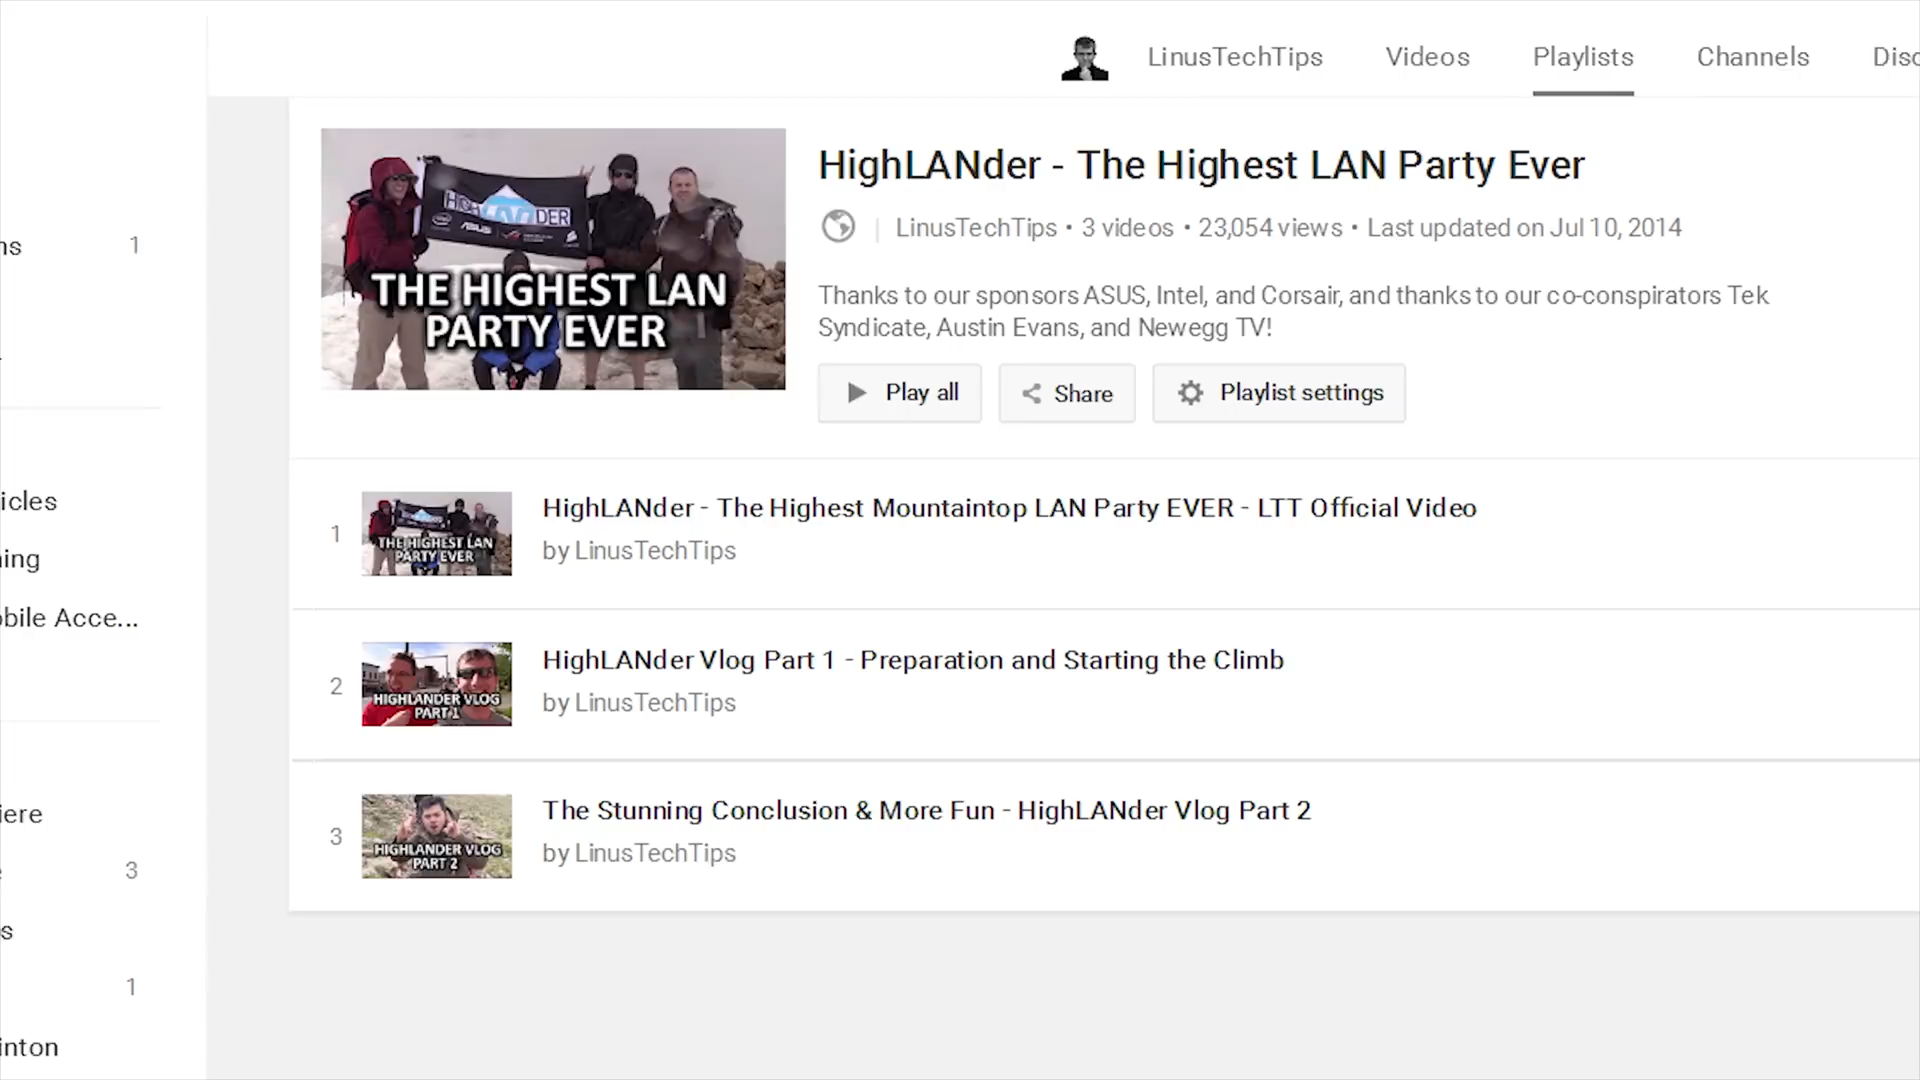 LinusTechTips Videos Playlists Channels Disc
HIGHLANDER
intel ASUS
THE HIGHEST LAN
PARTY EVER
HighLANder - The Highest LAN Party Ever
LinusTechTips • 3 videos • 23,054 views • Last updated on Jul 10, 2014
Thanks to our sponsors ASUS, Intel, and Corsair, and thanks to our co-conspirators Tek
Syndicate, Austin Evans, and Newegg TV!
Play all Share Playlist settings
1
HighLANder - The Highest Mountaintop LAN Party EVER - LTT Official Video
by LinusTechTips
THE HIGHEST LAN
PARTY EVER
2
HighLANder Vlog Part 1 - Preparation and Starting the Climb
by LinusTechTips
HIGHLANDER VLOG
PART 1
3
The Stunning Conclusion & More Fun - HighLANder Vlog Part 2
by LinusTechTips
HIGHLANDER VLOG
PART 2
ns 1
icles
ing
obile Acce...
iere
3
s
1
inton